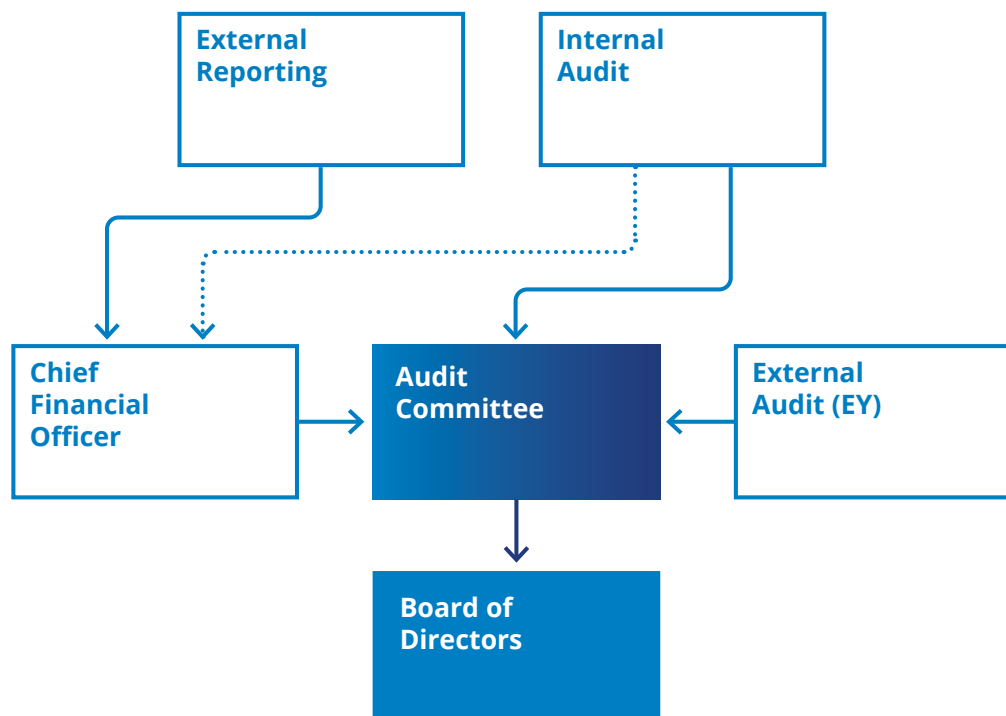 External
Reporting
Internal
Audit
Chief
Financial
Officer
Audit
Committee
External
Audit (EY)
Board of
Directors